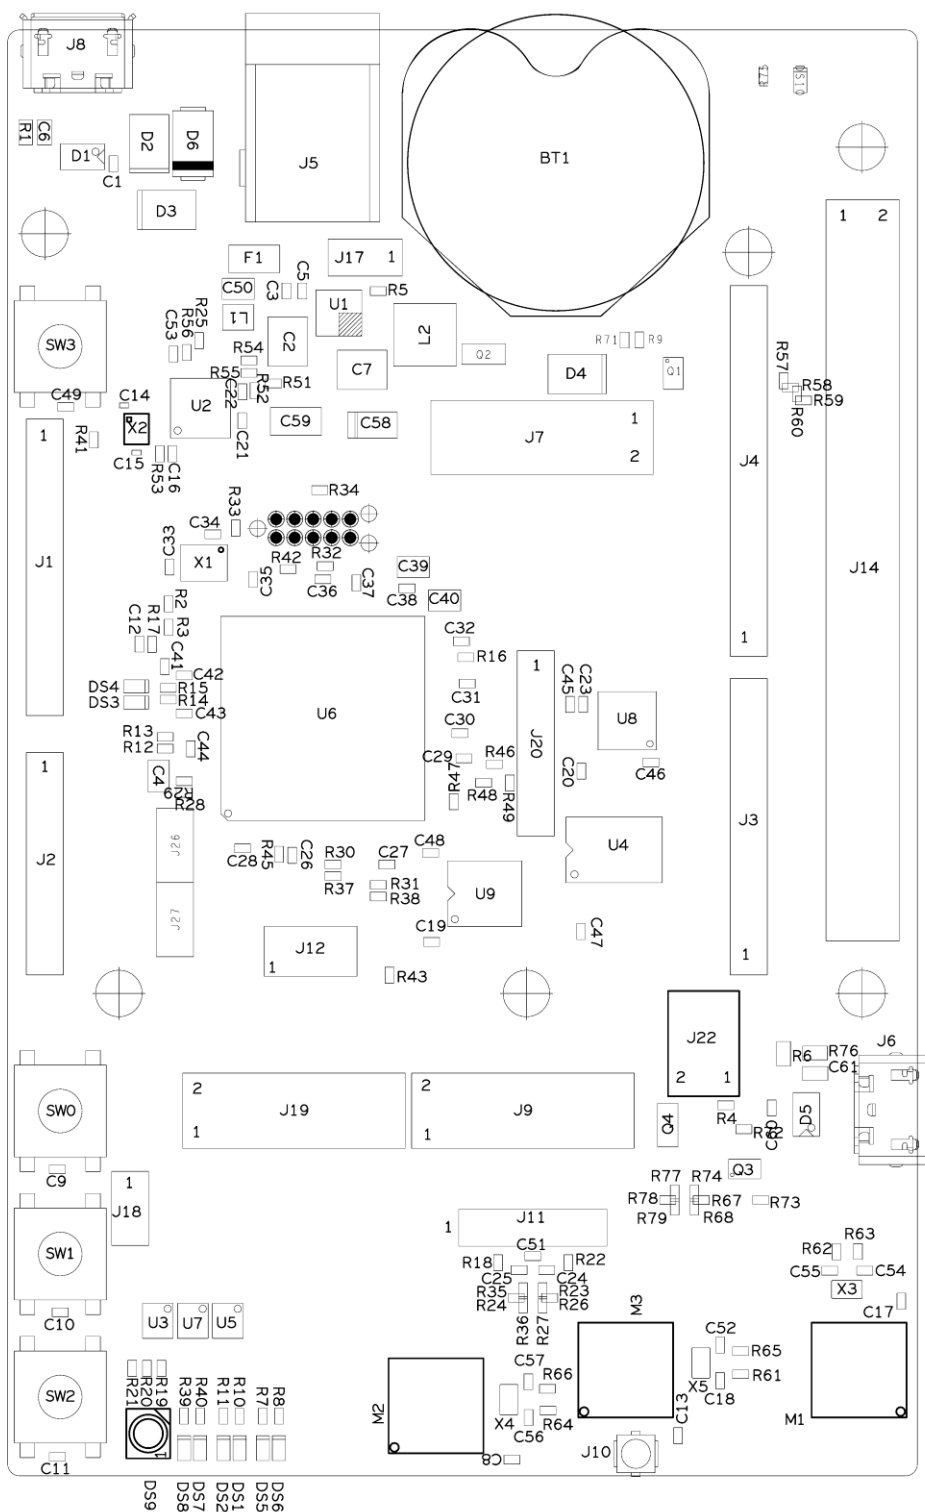 J8
R73
S1
R1
C6
D1
C1
D2
D6
D3
J5
BT1
1 2
F1
J17 1
C50
C3
C5
R5
U1
L1
L2
C2
C7
Q2
R71
R9
Q1
D4
SW3
C53
R56
R25
R54
R55
C22
R52
R51
R57
R58
R59
R60
C49
C14
X2
U2
C21
C59
C58
J7
1
2
J4
1
1
R41
C15
R53
C16
R34
C34
R33
J1
C33
X1
C35
R42
R32
C36
C37
C39
C38
C40
J14
1
R2
R3
C12
R17
C41
C42
DS4
R15
DS3
R14
C43
U6
C32
R16
C31
1
J20
C45
C23
U8
C30
R13
R12
C44
C29
R46
C20
C46
1
C4
R29
R28
R47
R48
R49
J2
J26
J27
C28
R45
C26
R30
R37
C27
R31
R38
C48
U9
U4
J3
1
C19
C47
J12
1
R43
J22
2 1
R6
R76
C61
J6
SW0
2
1
J19
2
1
J9
Q4
R4
C60
R72
D5
C9
Q3
1
J18
R77
R74
R78
R67
R73
R79
R68
SW1
1
J11
R18
C51
R22
C25
C24
R62
R63
C55
C54
X3
C17
R35
R23
R24
R26
R36
R27
M3
C10
U3
U7
U5
C52
R65
X5
R61
C18
SW2
R21
R20
R19
R39
R40
R11
R10
R7
R8
M2
C57
R66
X4
R64
C56
C13
M1
1
C11
C8
J10
DS9
DS8
DS7
DS2
DS1
DS5
DS6